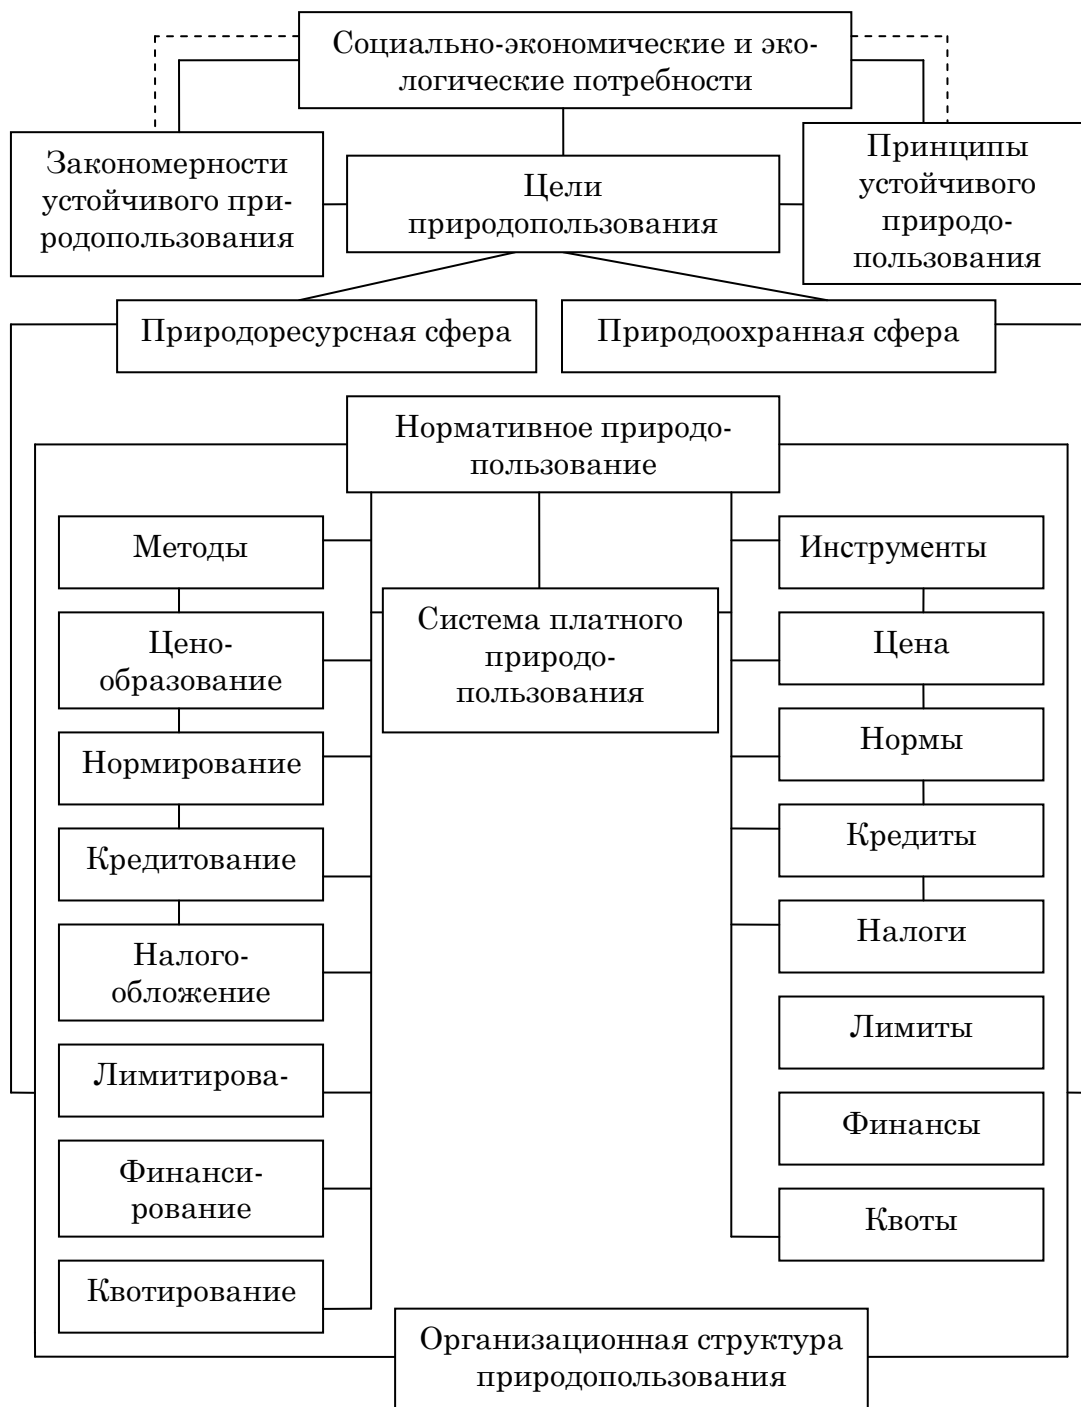 Социально-экономические и эко-
логические потребности
Закономерности
устойчивого при-
родопользования
Цели
природопользования
Принципы
устойчивого
природо-
пользования
Природоресурсная сфера
Природоохранная сфера
Нормативное природо-
пользование
Методы
Цено-
образование
Нормирование
Кредитование
Налого-
обложение
Лимитирова-
Финанси-
рование
Квотирование
Система платного
природо-
пользования
Инструменты
Цена
Нормы
Кредиты
Налоги
Лимиты
Финансы
Квоты
Организационная структура
природопользования